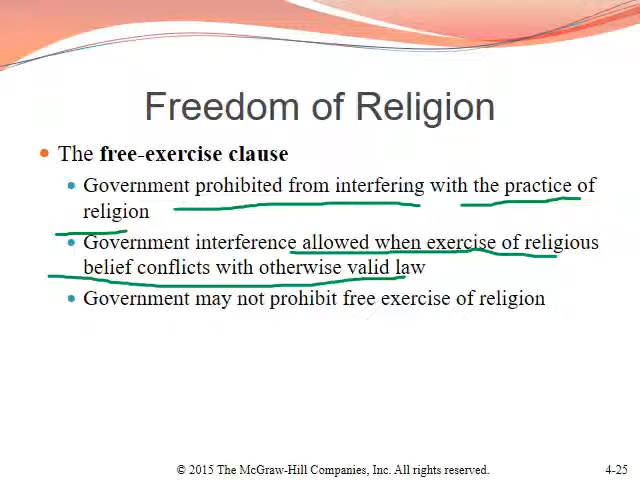 Freedom of Religion
The free-exercise clause
Government prohibited from interfering with the practice of
religion
Government interference allowed when exercise of religious
belief conflicts with otherwise valid law
Government may not prohibit free exercise of religion
© 2015 The McGraw-Hill Companies, Inc. All rights reserved.
4-25